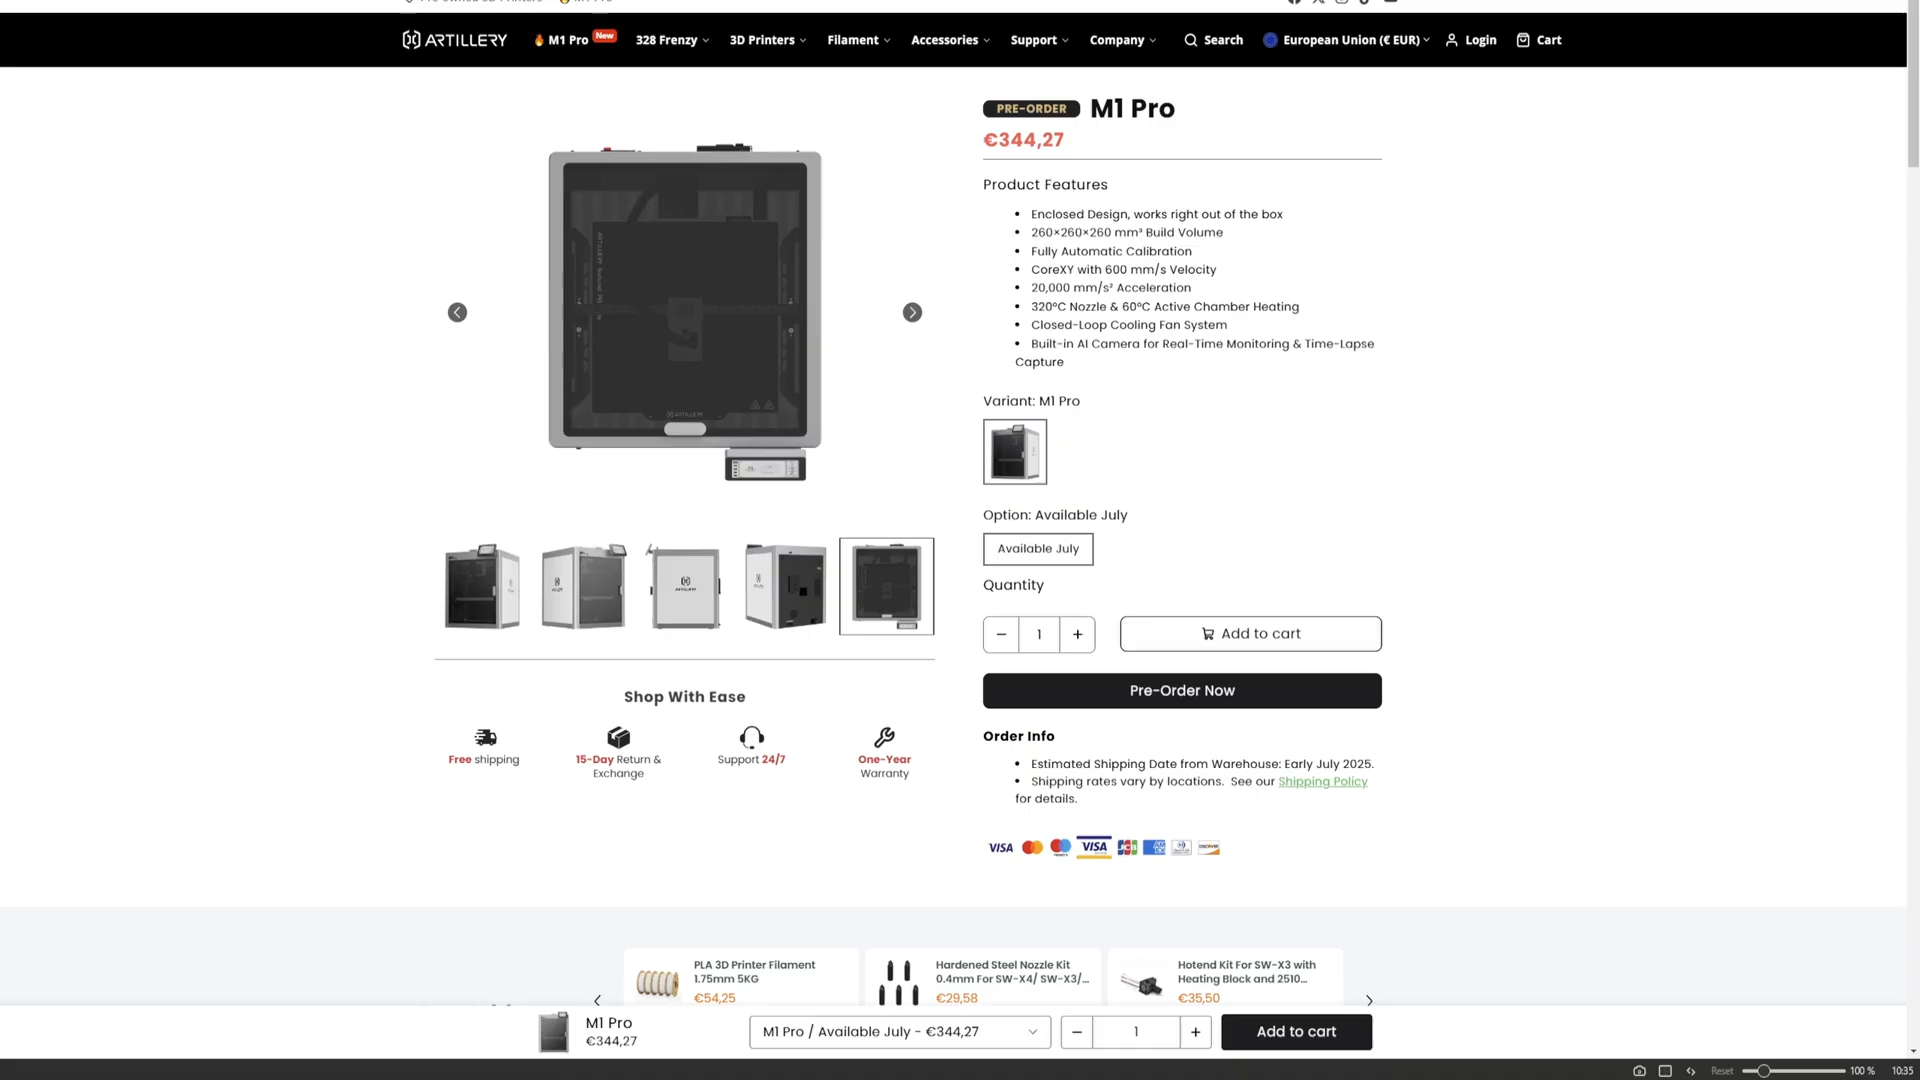 ARTILLERY
M1 Pro New
328 Frenzy
3D Printers
Filament
Accessories
Support
Company
Search
European Union (€ EUR)
Login
Cart
PRE-ORDER M1 Pro
€344,27
Product Features
• Enclosed Design, works right out of the box
• 260×260×260 mm³ Build Volume
• Fully Automatic Calibration
• CoreXY with 600 mm/s Velocity
• 20,000 mm/s² Acceleration
• 320°C Nozzle & 60°C Active Chamber Heating
• Closed-Loop Cooling Fan System
• Built-in AI Camera for Real-Time Monitoring & Time-Lapse
Capture
Variant: M1 Pro
Option: Available July
Available July
Quantity
− 1 +
Add to cart
Pre-Order Now
Order Info
• Estimated Shipping Date from Warehouse: Early July 2025.
• Shipping rates vary by locations. See our Shipping Policy
for details.
VISA
VISA
JCB
DISCOVER
ARTILLERY
Shop With Ease
Free shipping
15-Day Return &
Exchange
Support 24/7
One-Year
Warranty
PLA 3D Printer Filament
1.75mm 5KG
€54,25
Hardened Steel Nozzle Kit
0.4mm For SW-X4/ SW-X3/...
€29,58
Hotend Kit For SW-X3 with
Heating Block and 2510...
€35,50
M1 Pro
€344,27
M1 Pro / Available July - €344,27
− 1 +
Add to cart
Reset
100 %
10:35